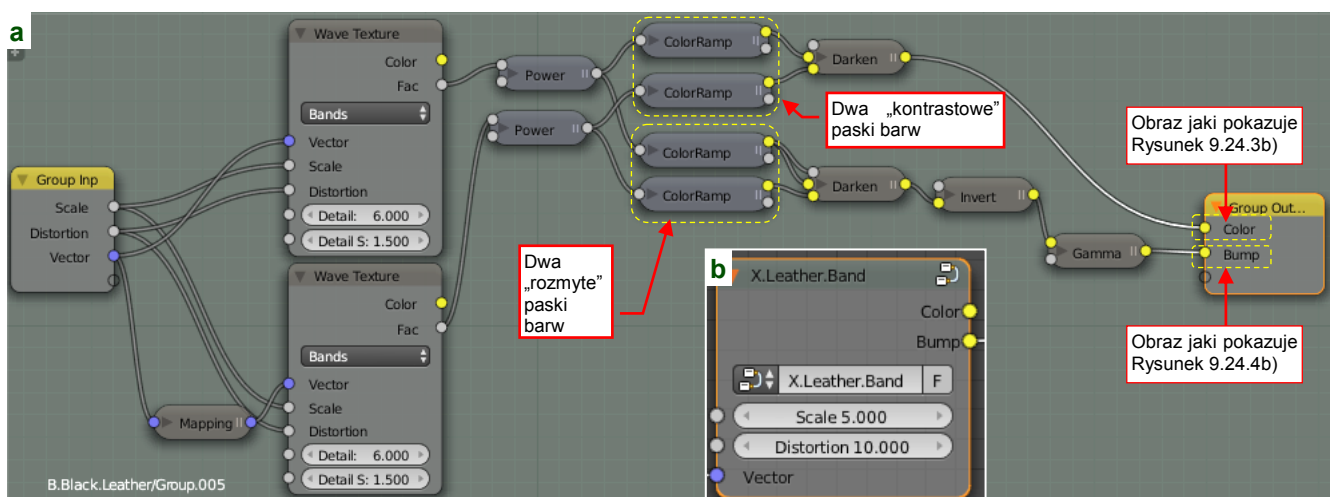 a
Group Inp
Scale
Distortion
Vector
Wave Texture
Color
Fac
Bands
Vector
Scale
Distortion
Detail: 6.000
Detail S: 1.500
Wave Texture
Color
Fac
Bands
Vector
Scale
Distortion
Detail: 6.000
Detail S: 1.500
Mapping
Power
Power
ColorRamp
ColorRamp
ColorRamp
ColorRamp
Darken
Darken
Invert
Gamma
Dwa „kontrastowe”
paski barw
Dwa
„rozmyte”
paski
barw
Obraz jaki pokazuje
Rysunek 9.24.3b)
Group Out...
Color
Bump
Obraz jaki pokazuje
Rysunek 9.24.4b)
b
X.Leather.Band
Color
Bump
X.Leather.Band F
Scale 5.000
Distortion 10.000
Vector
B.Black.Leather/Group.005